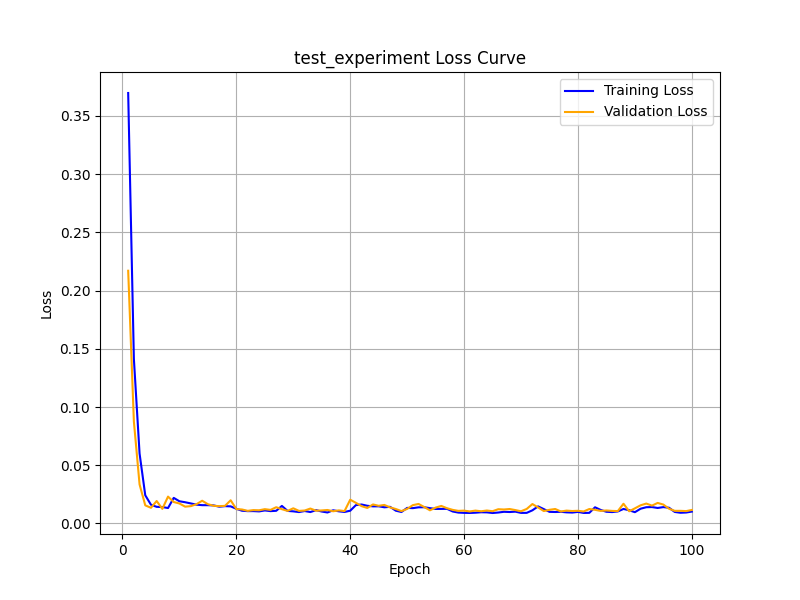 test_experiment Loss Curve
Training Loss
Validation Loss
0.35
0.30
0.25
0.20
0.15
0.10
0.05
0.00
Loss
0 20 40 60 80 100
Epoch